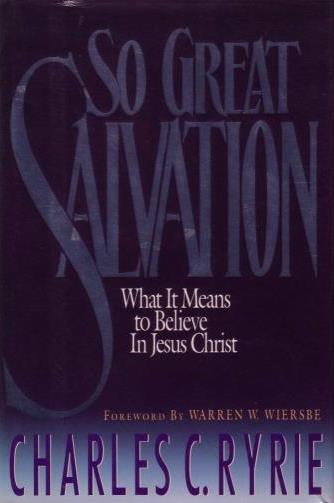 SO GREAT
SALVATION
What It Means
to Believe
In Jesus Christ
FOREWORD BY WARREN W. WIERSBE
CHARLES C. RYRIE